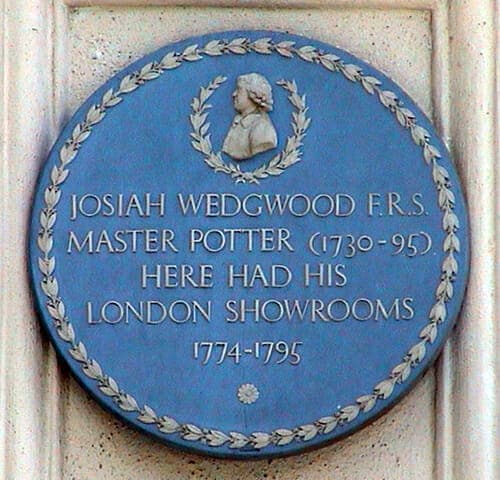 JOSIAH WEDGWOOD F.R.S.
MASTER POTTER (1730-95)
HERE HAD HIS
LONDON SHOWROOMS
1774-1795